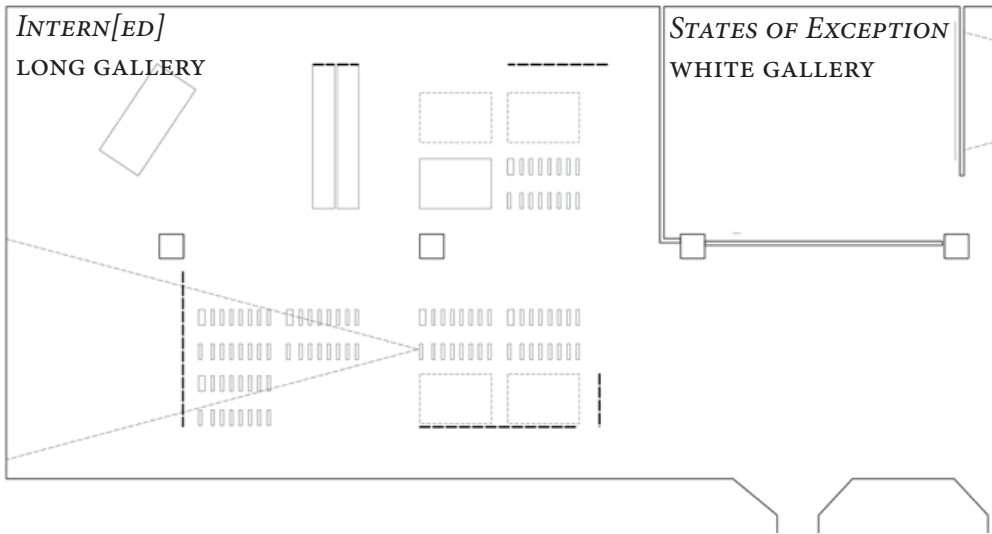 INTERN[ED]
LONG GALLERY
STATES OF EXCEPTION
WHITE GALLERY